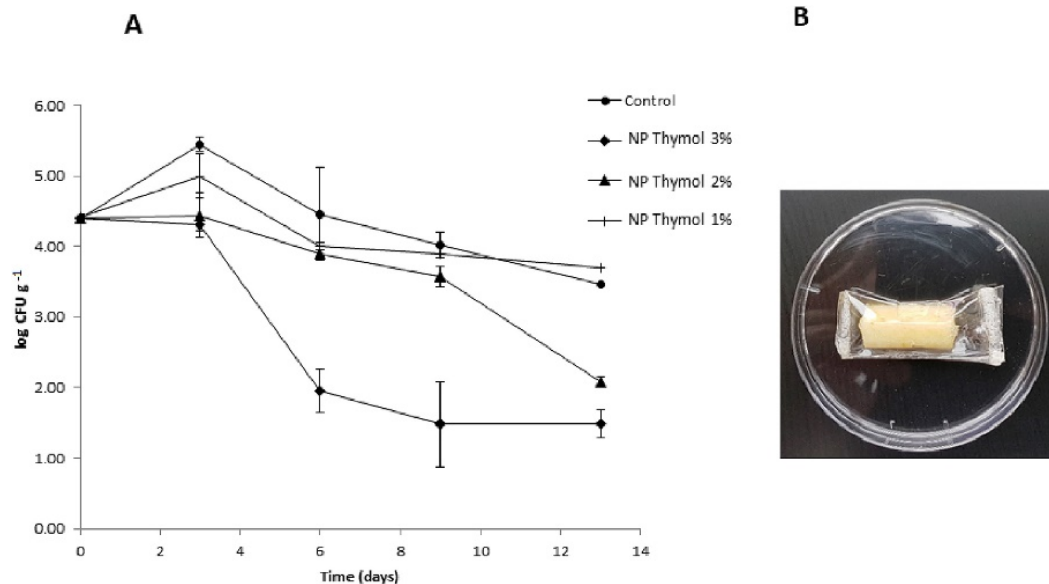 A
B
6.00
5.00
4.00
3.00
2.00
1.00
0.00
0 2 4 6 8 10 12 14
log CFU g⁻¹
Time (days)
Control
NP Thymol 3%
NP Thymol 2%
NP Thymol 1%